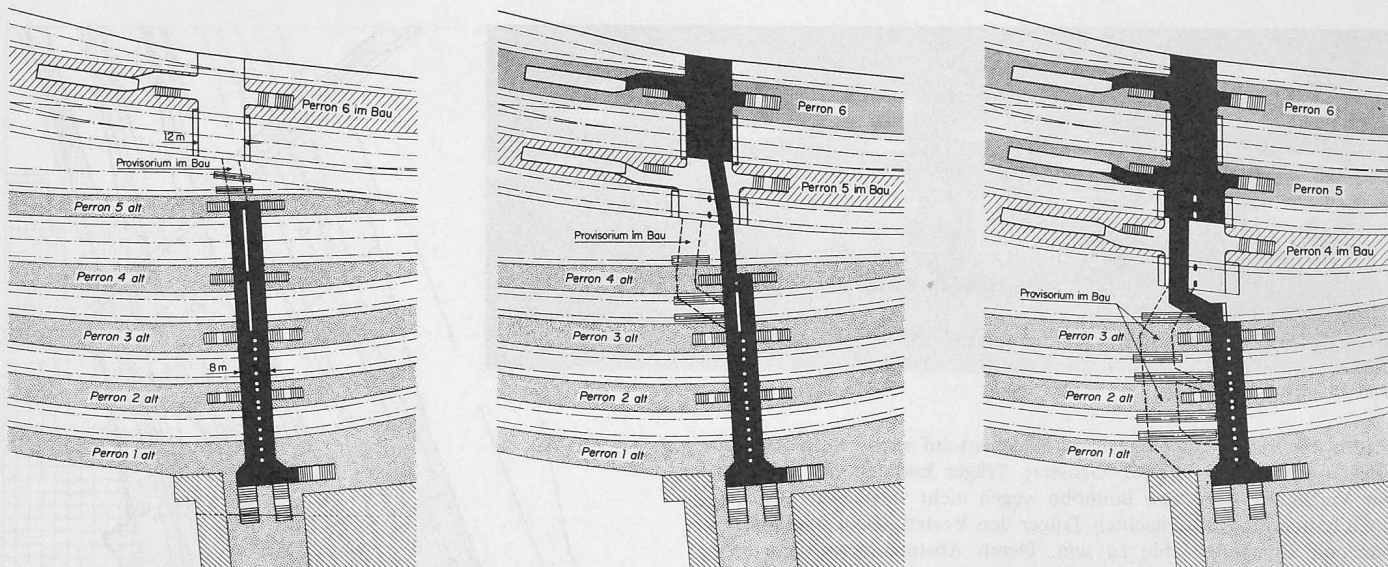 Perron 6 im Bau
12m
Provisorium im Bau
Perron 5 alt
Perron 4 alt
Perron 3 alt
8m
Perron 2 alt
Perron 1 alt
Perron 6
Perron 5 im Bau
Provisorium im Bau
Perron 4 alt
Perron 3 alt
Perron 2 alt
Perron 1 alt
Perron 6
Perron 5
Perron 4 im Bau
Provisorium im Bau
Perron 3 alt
Perron 2 alt
Perron 1 alt